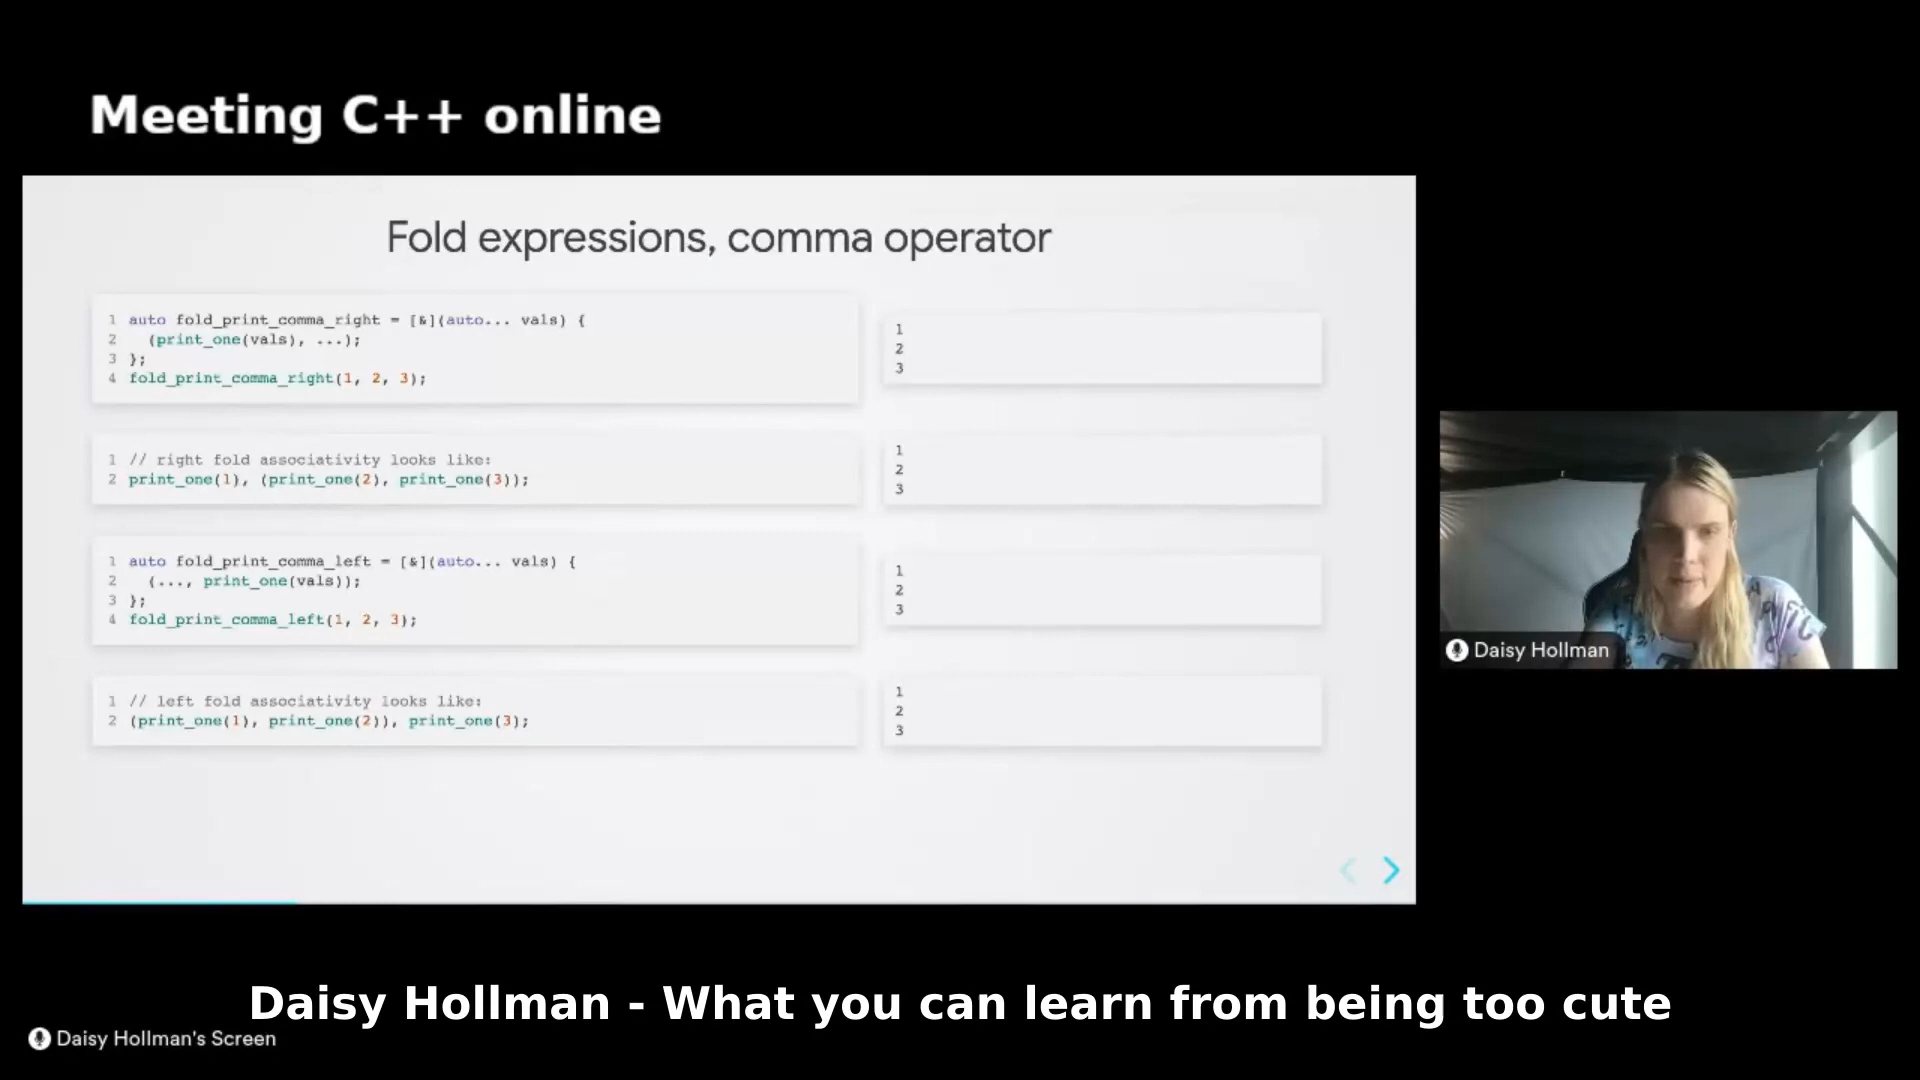 Meeting C++ online
Fold expressions, comma operator
1 auto fold_print_comma_right = [&](auto... vals) {
2   (print_one(vals), ...);
3 };
4 fold_print_comma_right(1, 2, 3);
1
2
3
1 // right fold associativity looks like:
2 print_one(1), (print_one(2), print_one(3));
1
2
3
1 auto fold_print_comma_left = [&](auto... vals) {
2   (..., print_one(vals));
3 };
4 fold_print_comma_left(1, 2, 3);
1
2
3
1 // left fold associativity looks like:
2 (print_one(1), print_one(2)), print_one(3);
1
2
3
Daisy Hollman
Daisy Hollman - What you can learn from being too cute
Daisy Hollman's Screen